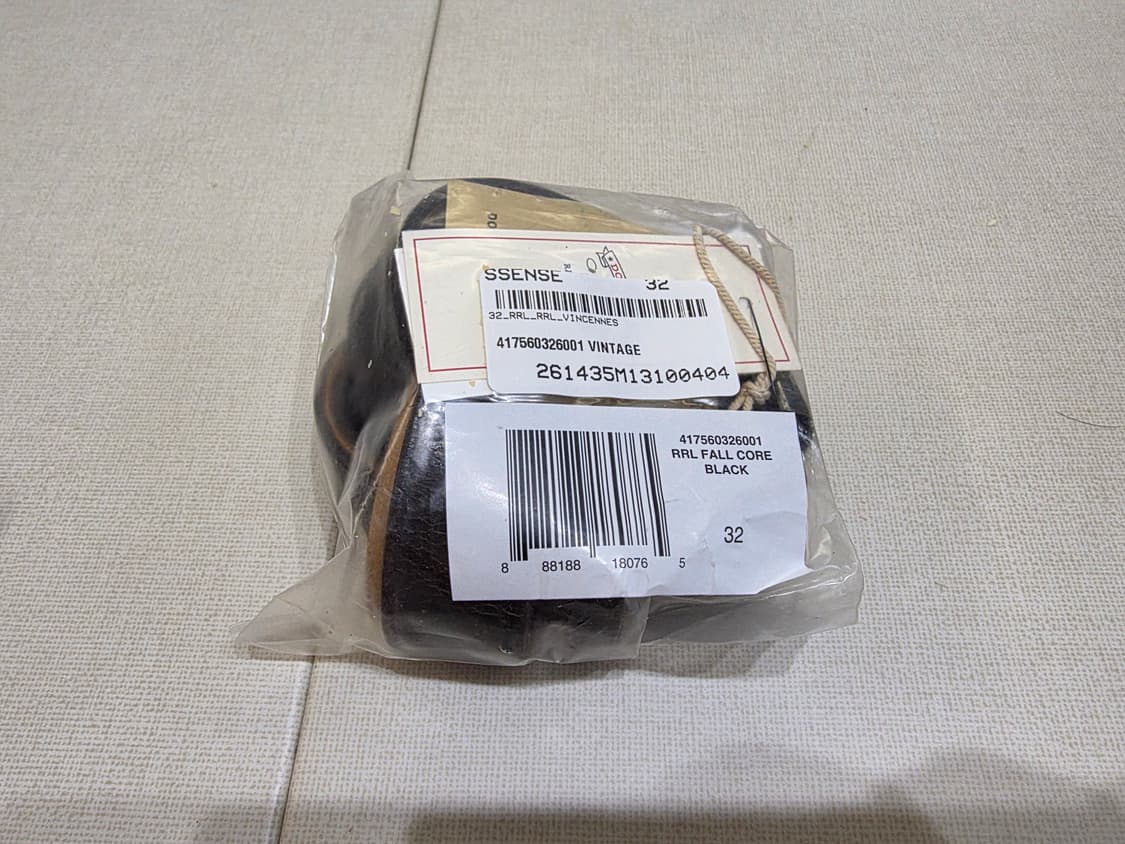 SSENSE 32
32_RRL_RRL_VINCENNES
417560326001 VINTAGE
261435M13100404
417560326001
RRL FALL CORE
BLACK
32
8 88188 18076 5